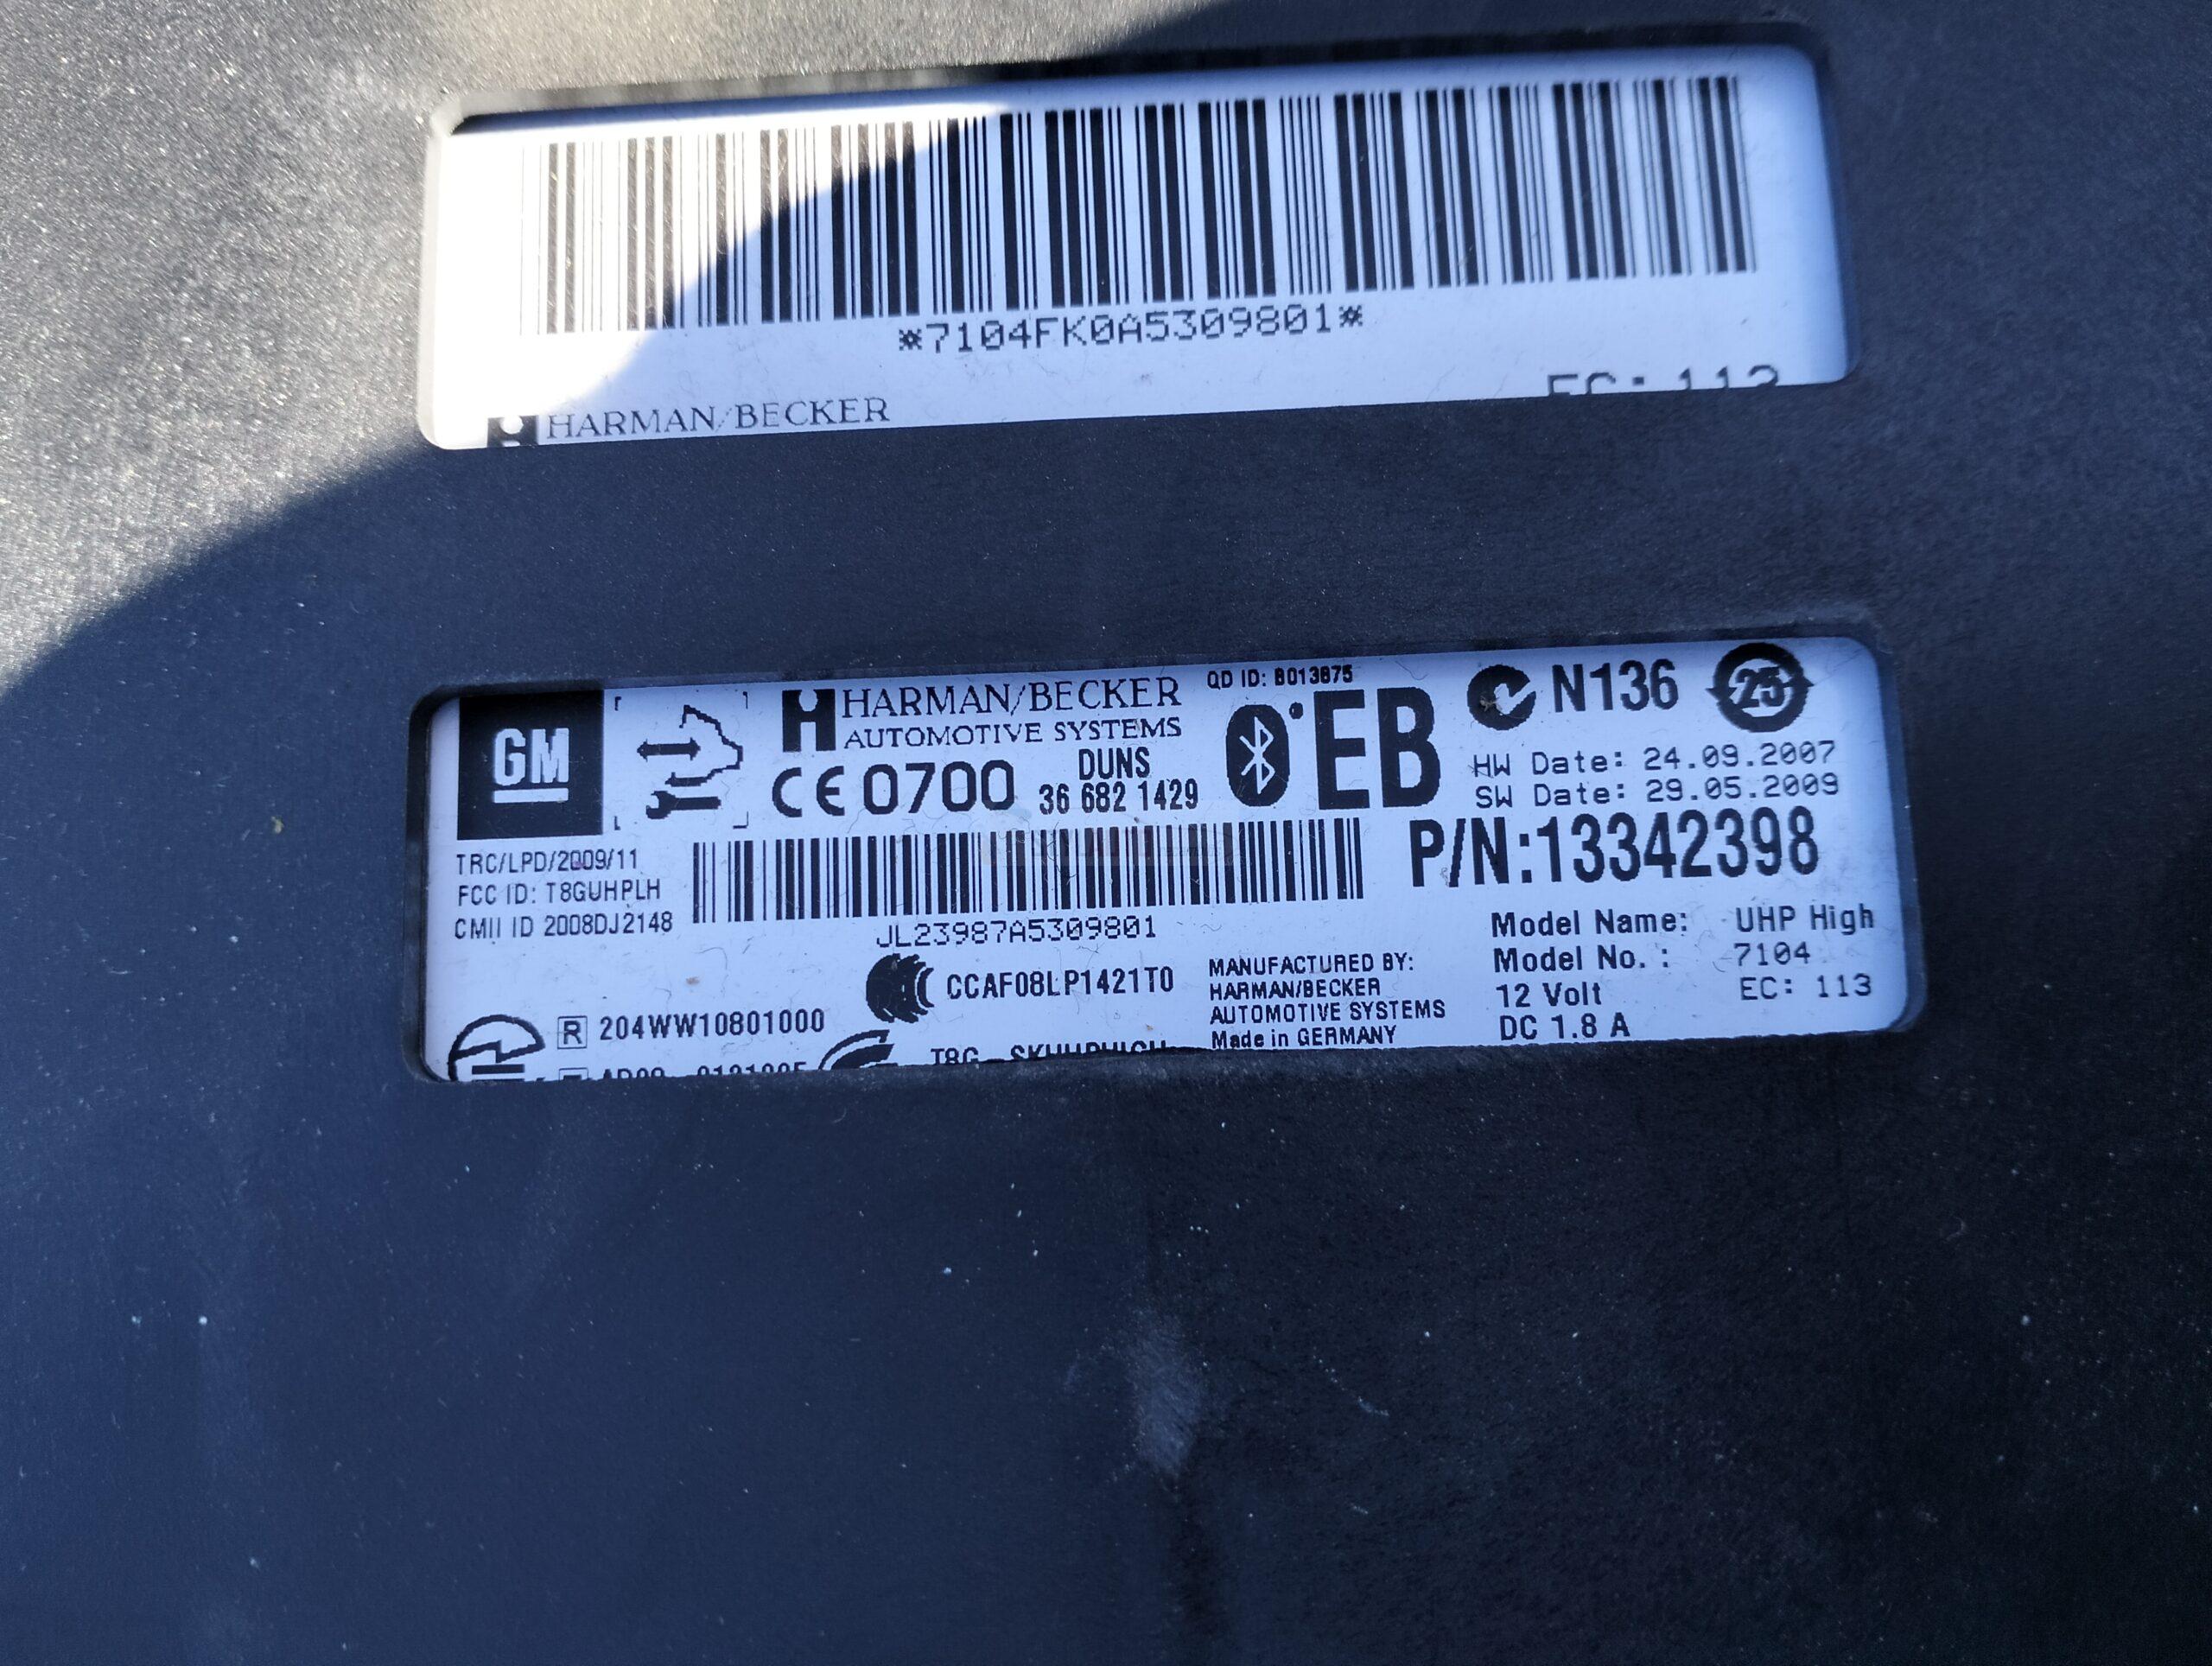 *7104FK0A5309801*
HARMAN/BECKER
EC: 113
GM
HARMAN/BECKER
AUTOMOTIVE SYSTEMS
CE 0700
DUNS
36 682 1429
QD ID: B013875
EB
N136
25
HW Date: 24.09.2007
SW Date: 29.05.2009
P/N:13342398
TRC/LPD/2009/11
FCC ID: T8GUHPLH
CMII ID 2008DJ2148
JL23987A5309801
CCAF08LP1421T0
R 204WW10801000
MANUFACTURED BY:
HARMAN/BECKER
AUTOMOTIVE SYSTEMS
Made in GERMANY
Model Name: UHP High
Model No. : 7104
12 Volt EC: 113
DC 1.8 A